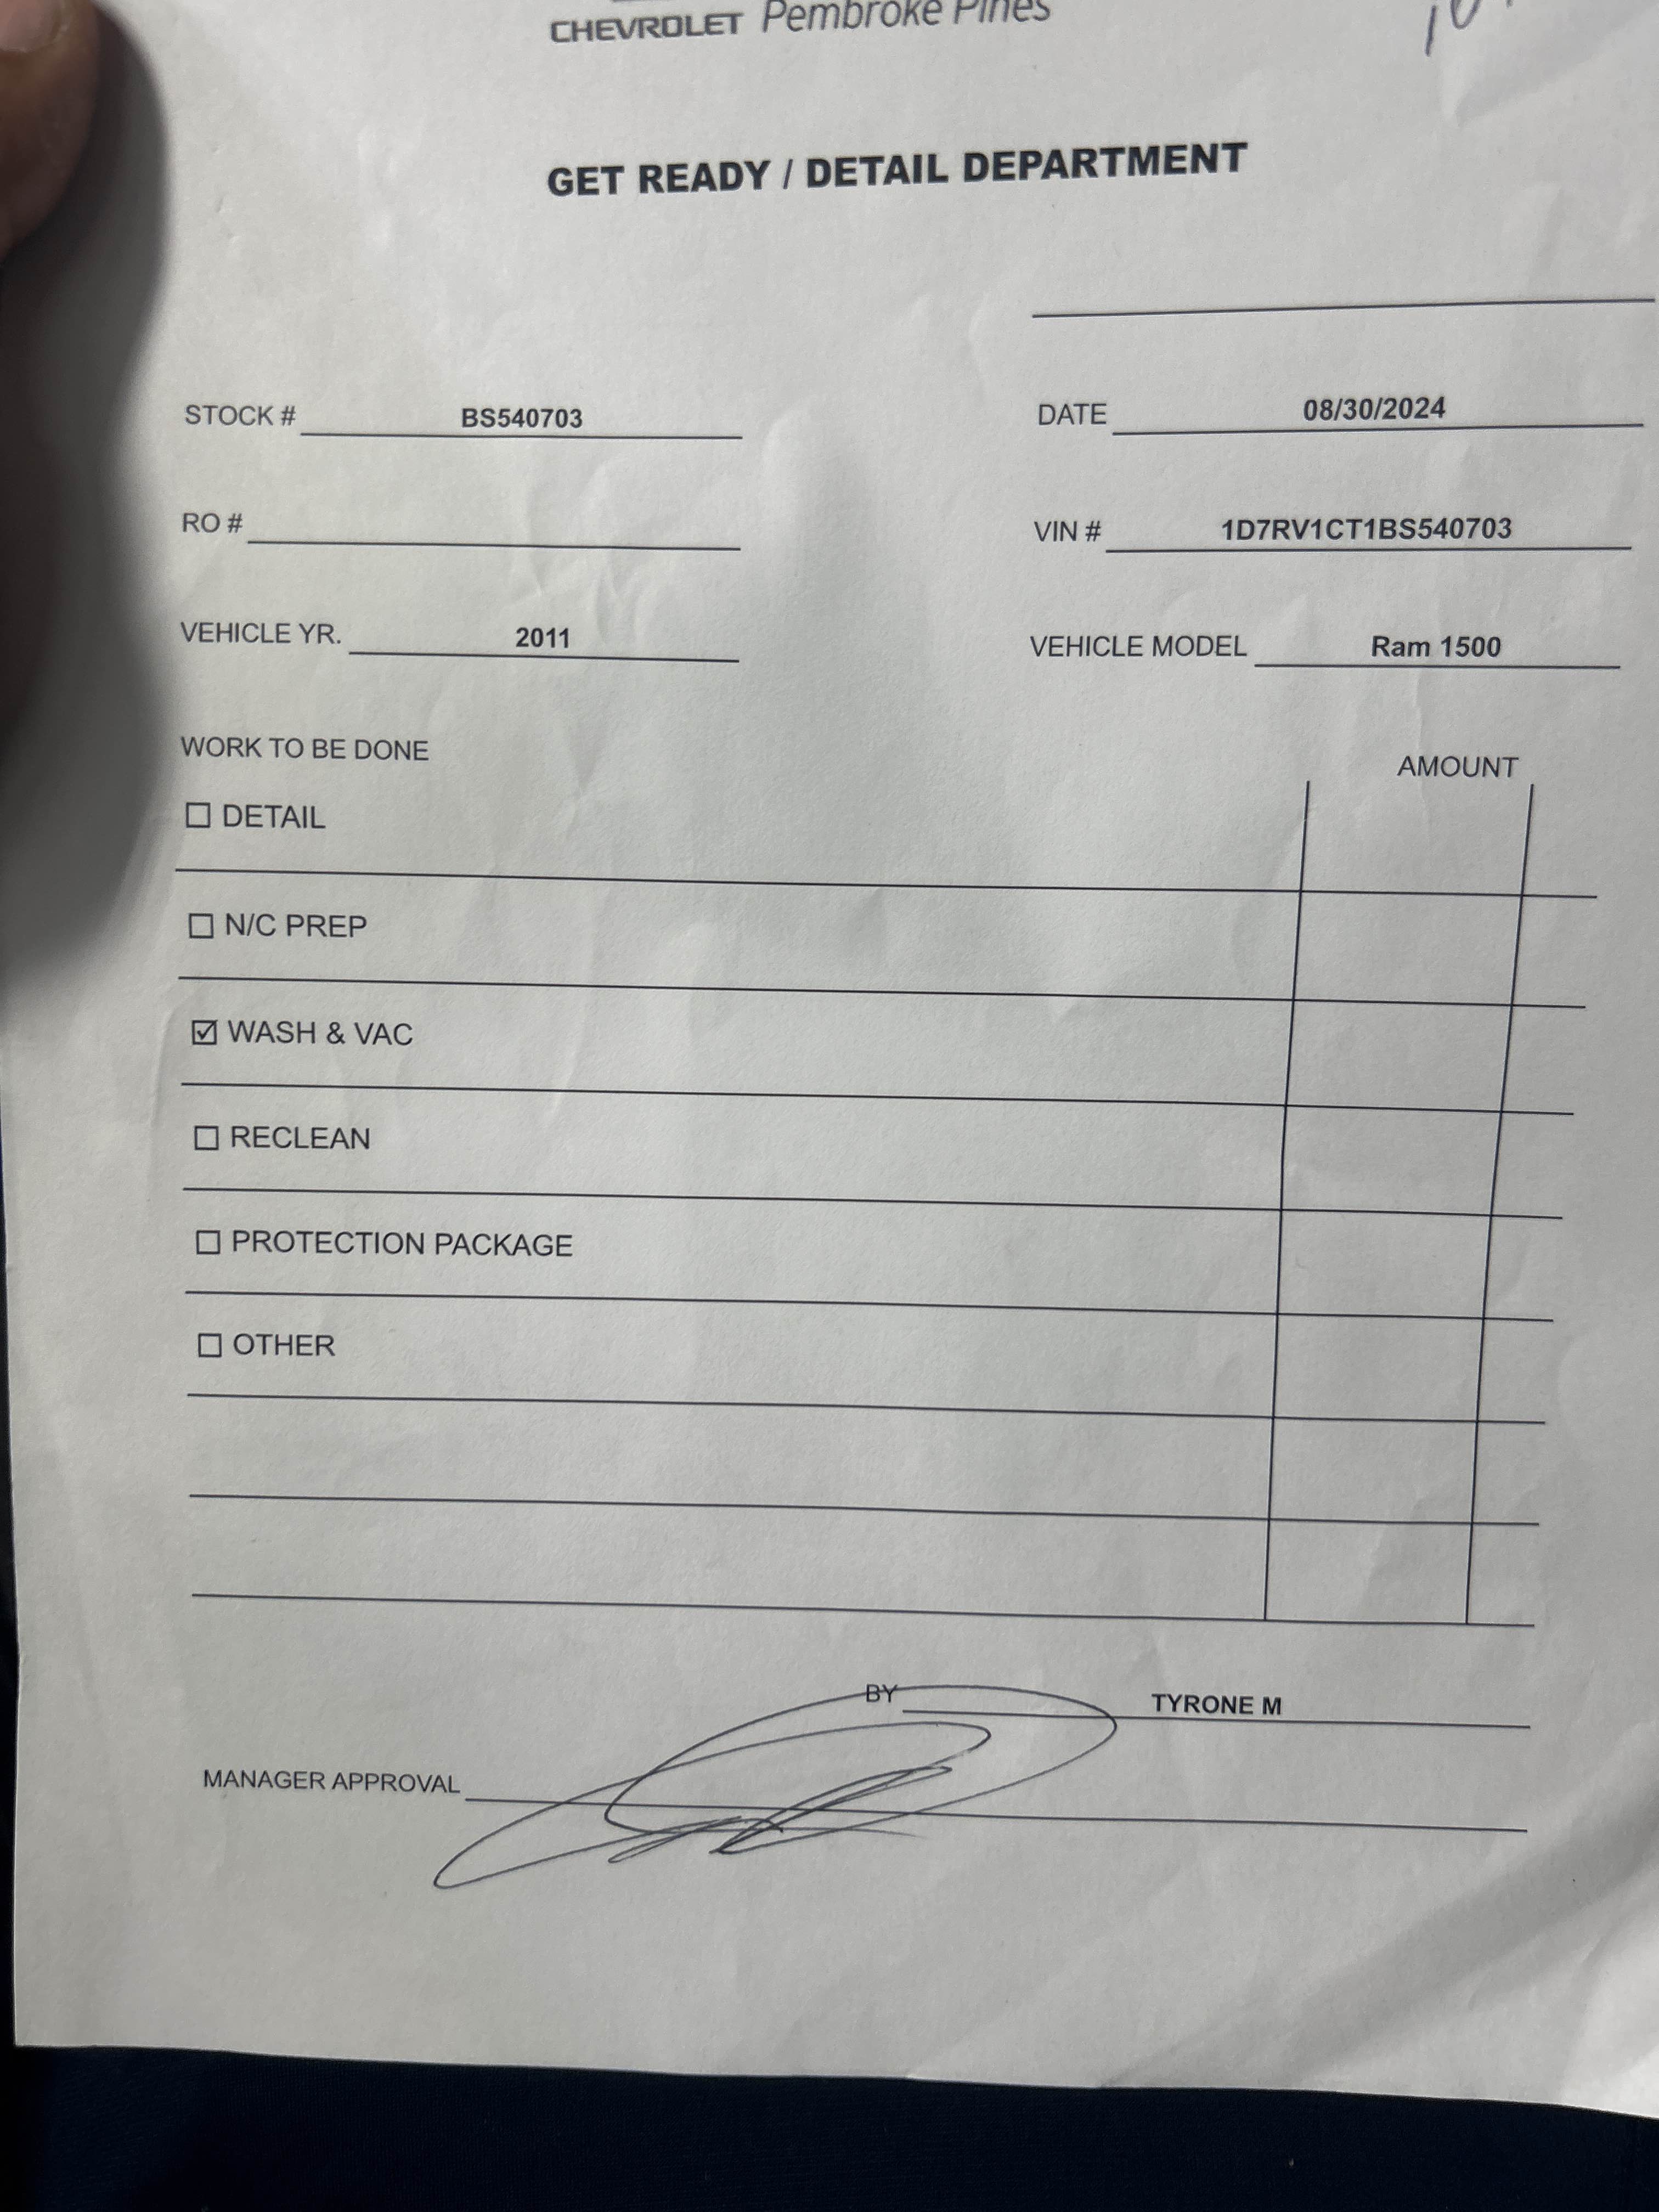 CHEVROLET Pembroke Pines
GET READY / DETAIL DEPARTMENT
STOCK # BS540703 DATE 08/30/2024
RO # VIN # 1D7RV1CT1BS540703
VEHICLE YR. 2011 VEHICLE MODEL Ram 1500
WORK TO BE DONE AMOUNT
☐ DETAIL
☐ N/C PREP
☑ WASH & VAC
☐ RECLEAN
☐ PROTECTION PACKAGE
☐ OTHER
BY TYRONE M
MANAGER APPROVAL